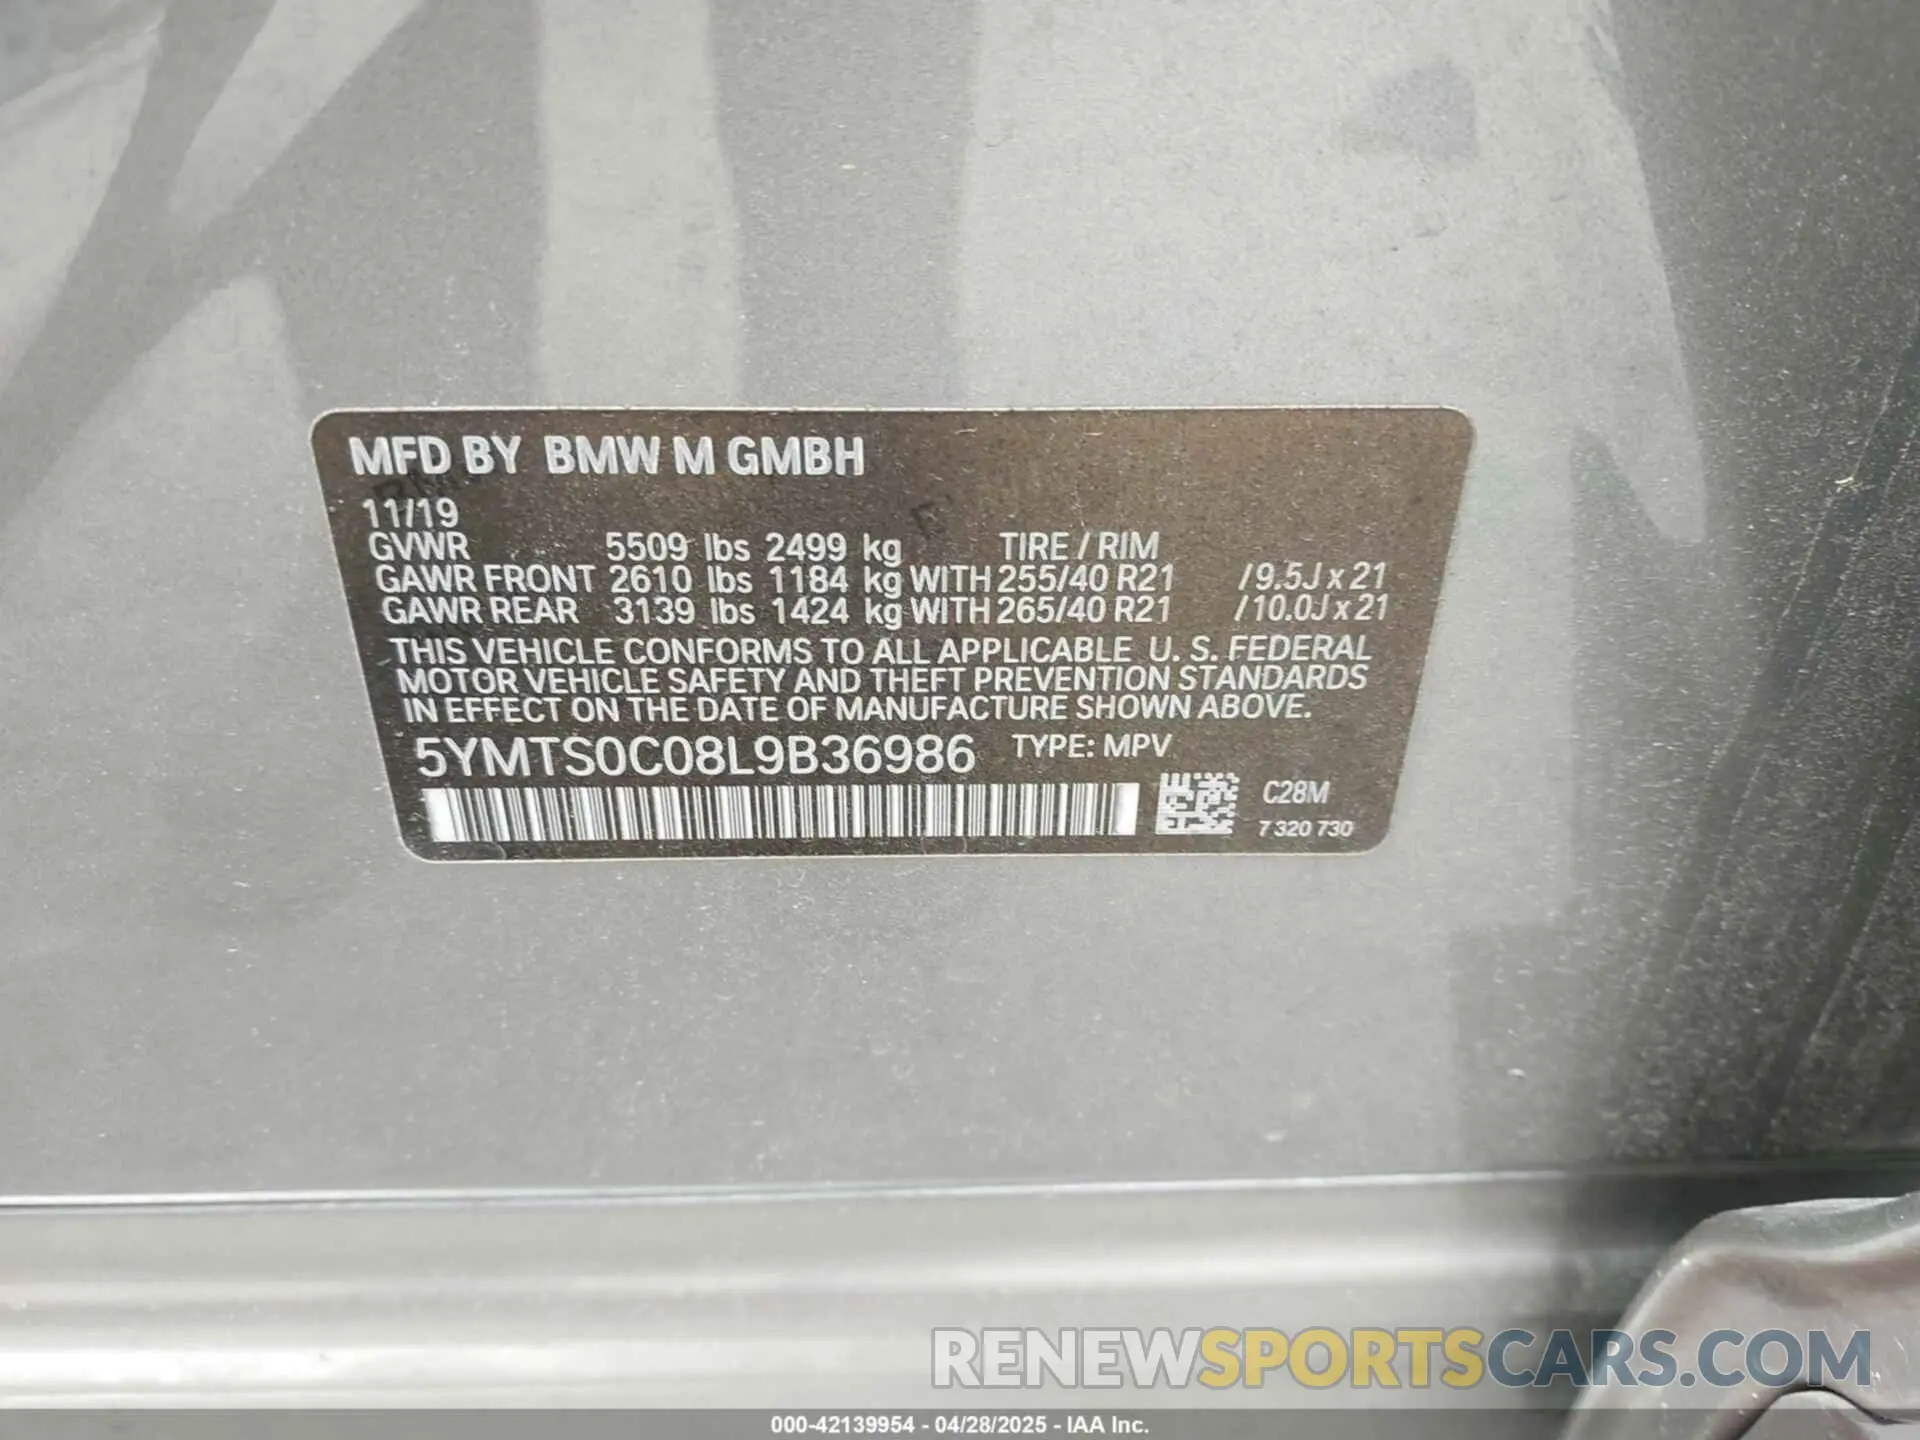 MFD BY BMW M GMBH
11/19
GVWR 5509 lbs 2499 kg TIRE / RIM
GAWR FRONT 2610 lbs 1184 kg WITH 255/40 R21 /9.5J x 21
GAWR REAR 3139 lbs 1424 kg WITH 265/40 R21 /10.0J x 21
THIS VEHICLE CONFORMS TO ALL APPLICABLE U. S. FEDERAL
MOTOR VEHICLE SAFETY AND THEFT PREVENTION STANDARDS
IN EFFECT ON THE DATE OF MANUFACTURE SHOWN ABOVE.
5YMTS0C08L9B36986 TYPE: MPV
C28M
7 320 730
RENEWSPORTSCARS.COM
000-42139954 - 04/28/2025 - IAA Inc.